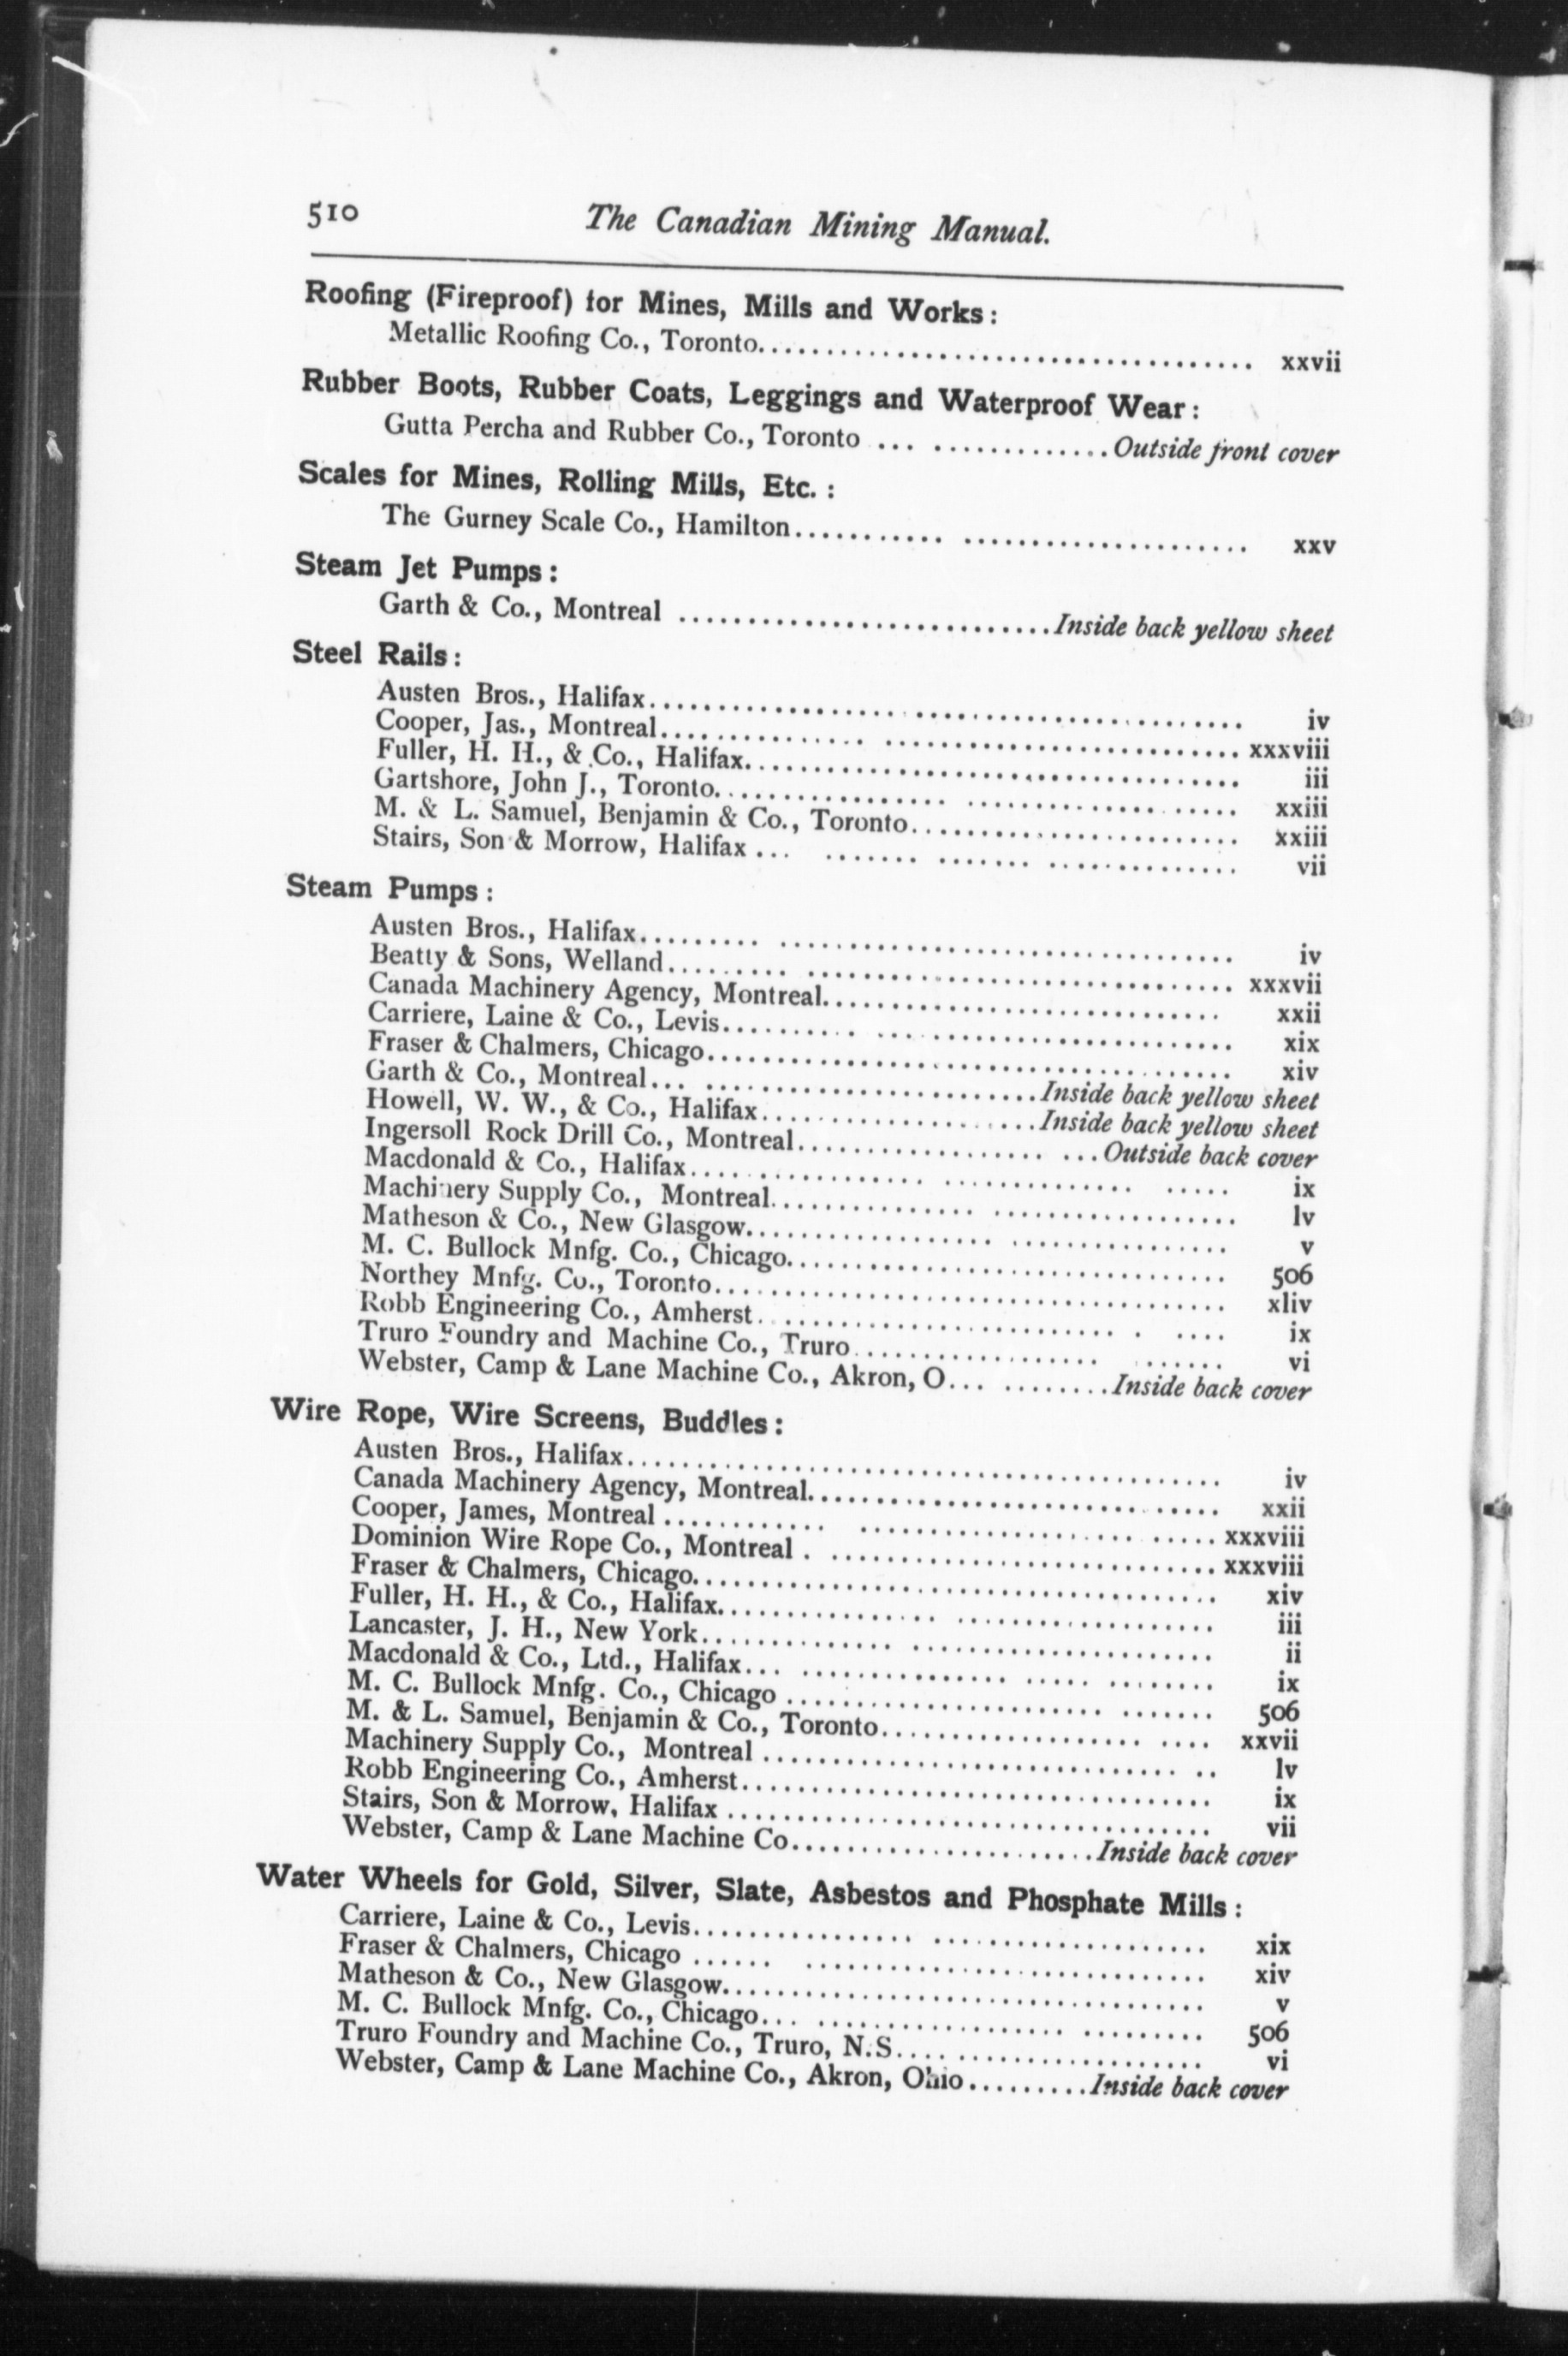 510 The Canadian Mining Manual.
Roofing (Fireproof) for Mines, Mills and Works:
Metallic Roofing Co., Toronto.................................... xxvii
Rubber Boots, Rubber Coats, Leggings and Waterproof Wear:
Gutta Percha and Rubber Co., Toronto ... .............Outside front cover
Scales for Mines, Rolling Mills, Etc. :
The Gurney Scale Co., Hamilton........... ..................... xxv
Steam Jet Pumps:
Garth & Co., Montreal ...........................Inside back yellow sheet
Steel Rails:
Austen Bros., Halifax........................................... iv
Cooper, Jas., Montreal............... .......................... xxxviii
Fuller, H. H., & Co., Halifax.................................... iii
Gartshore, John J., Toronto................. .............. ..... xxiii
M. & L. Samuel, Benjamin & Co., Toronto........................ xxiii
Stairs, Son & Morrow, Halifax ... ....... ....... .............. vii
Steam Pumps:
Austen Bros., Halifax......... ................................. iv
Beatty & Sons, Welland......... ............................... xxxvii
Canada Machinery Agency, Montreal............................. xxii
Carriere, Laine & Co., Levis.......... ... ...................... xix
Fraser & Chalmers, Chicago...................................... xiv
Garth & Co., Montreal... ........................Inside back yellow sheet
Howell, W. W., & Co., Halifax....................Inside back yellow sheet
Ingersoll Rock Drill Co., Montreal.................. ...Outside back cover
Macdonald & Co., Halifax.... .............. .............. ..... ix
Machinery Supply Co., Montreal............... .................. lv
Matheson & Co., New Glasgow.................. ................ v
M. C. Bullock Mnfg. Co., Chicago................................ 506
Northey Mnfg. Co., Toronto...................................... xliv
Robb Engineering Co., Amherst.......................... . .... ix
Truro Foundry and Machine Co., Truro.................. ...... vi
Webster, Camp & Lane Machine Co., Akron, O... ........Inside back cover
Wire Rope, Wire Screens, Buddles:
Austen Bros., Halifax........................................... iv
Canada Machinery Agency, Montreal....................... ..... xxii
Cooper, James, Montreal ............ .................... ..... xxxviii
Dominion Wire Rope Co., Montreal . ............................ xxxviii
Fraser & Chalmers, Chicago...................................... xiv
Fuller, H. H., & Co., Halifax................ ................... iii
Lancaster, J. H., New York.............. ...................... ii
Macdonald & Co., Ltd., Halifax... ................ ..... ........ ix
M. C. Bullock Mnfg. Co., Chicago ....................... ....... 506
M. & L. Samuel, Benjamin & Co., Toronto................... .... xxvii
Machinery Supply Co., Montreal .............................. .. lv
Robb Engineering Co., Amherst.................................. ix
Stairs, Son & Morrow, Halifax ................................... vii
Webster, Camp & Lane Machine Co......................Inside back cover
Water Wheels for Gold, Silver, Slate, Asbestos and Phosphate Mills:
Carriere, Laine & Co., Levis................ .................... xix
Fraser & Chalmers, Chicago ...... ............................. xiv
Matheson & Co., New Glasgow................................... v
M. C. Bullock Mnfg. Co., Chicago... .................. ......... 506
Truro Foundry and Machine Co., Truro, N.S.... .................. vi
Webster, Camp & Lane Machine Co., Akron, Ohio.........Inside back cover